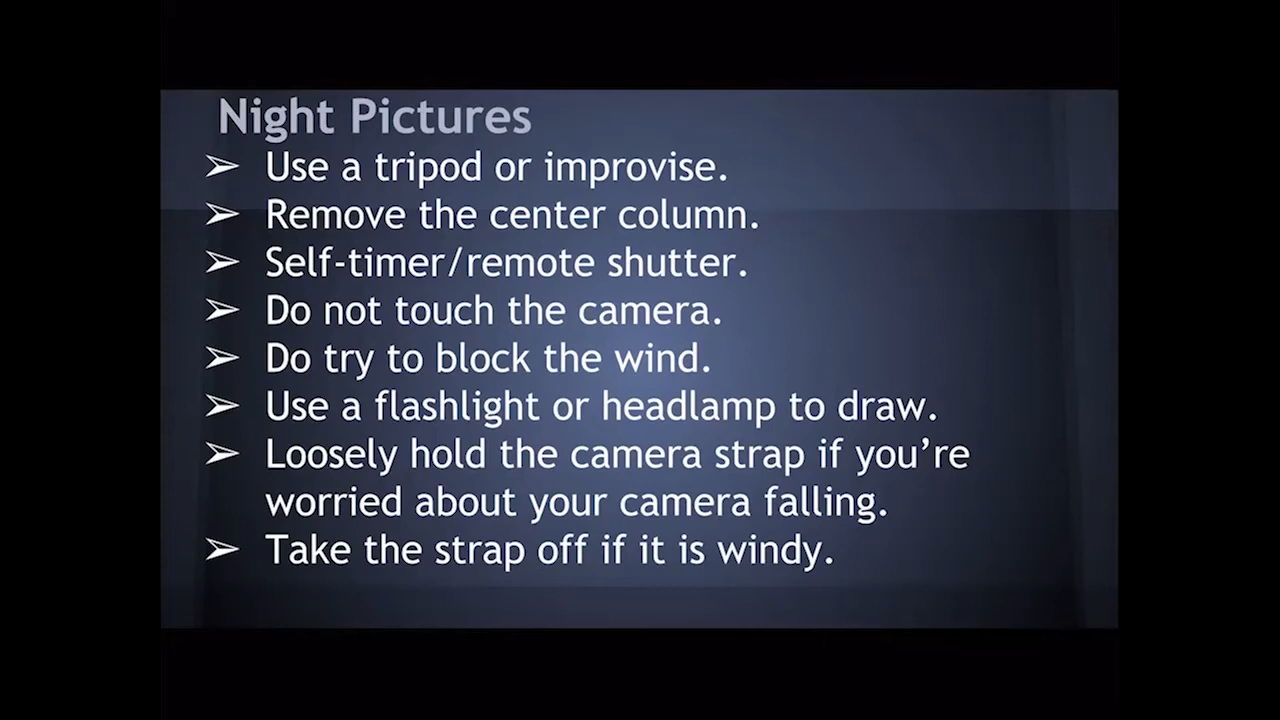 Night Pictures
➢ Use a tripod or improvise.
➢ Remove the center column.
➢ Self-timer/remote shutter.
➢ Do not touch the camera.
➢ Do try to block the wind.
➢ Use a flashlight or headlamp to draw.
➢ Loosely hold the camera strap if you’re
worried about your camera falling.
➢ Take the strap off if it is windy.